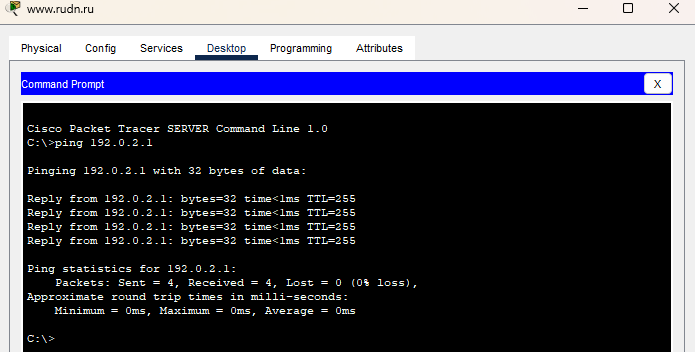 www.rudn.ru
Physical Config Services Desktop Programming Attributes
Command Prompt
X
Cisco Packet Tracer SERVER Command Line 1.0
C:\>ping 192.0.2.1
Pinging 192.0.2.1 with 32 bytes of data:
Reply from 192.0.2.1: bytes=32 time<1ms TTL=255
Reply from 192.0.2.1: bytes=32 time<1ms TTL=255
Reply from 192.0.2.1: bytes=32 time<1ms TTL=255
Reply from 192.0.2.1: bytes=32 time<1ms TTL=255
Ping statistics for 192.0.2.1:
Packets: Sent = 4, Received = 4, Lost = 0 (0% loss),
Approximate round trip times in milli-seconds:
Minimum = 0ms, Maximum = 0ms, Average = 0ms
C:\>